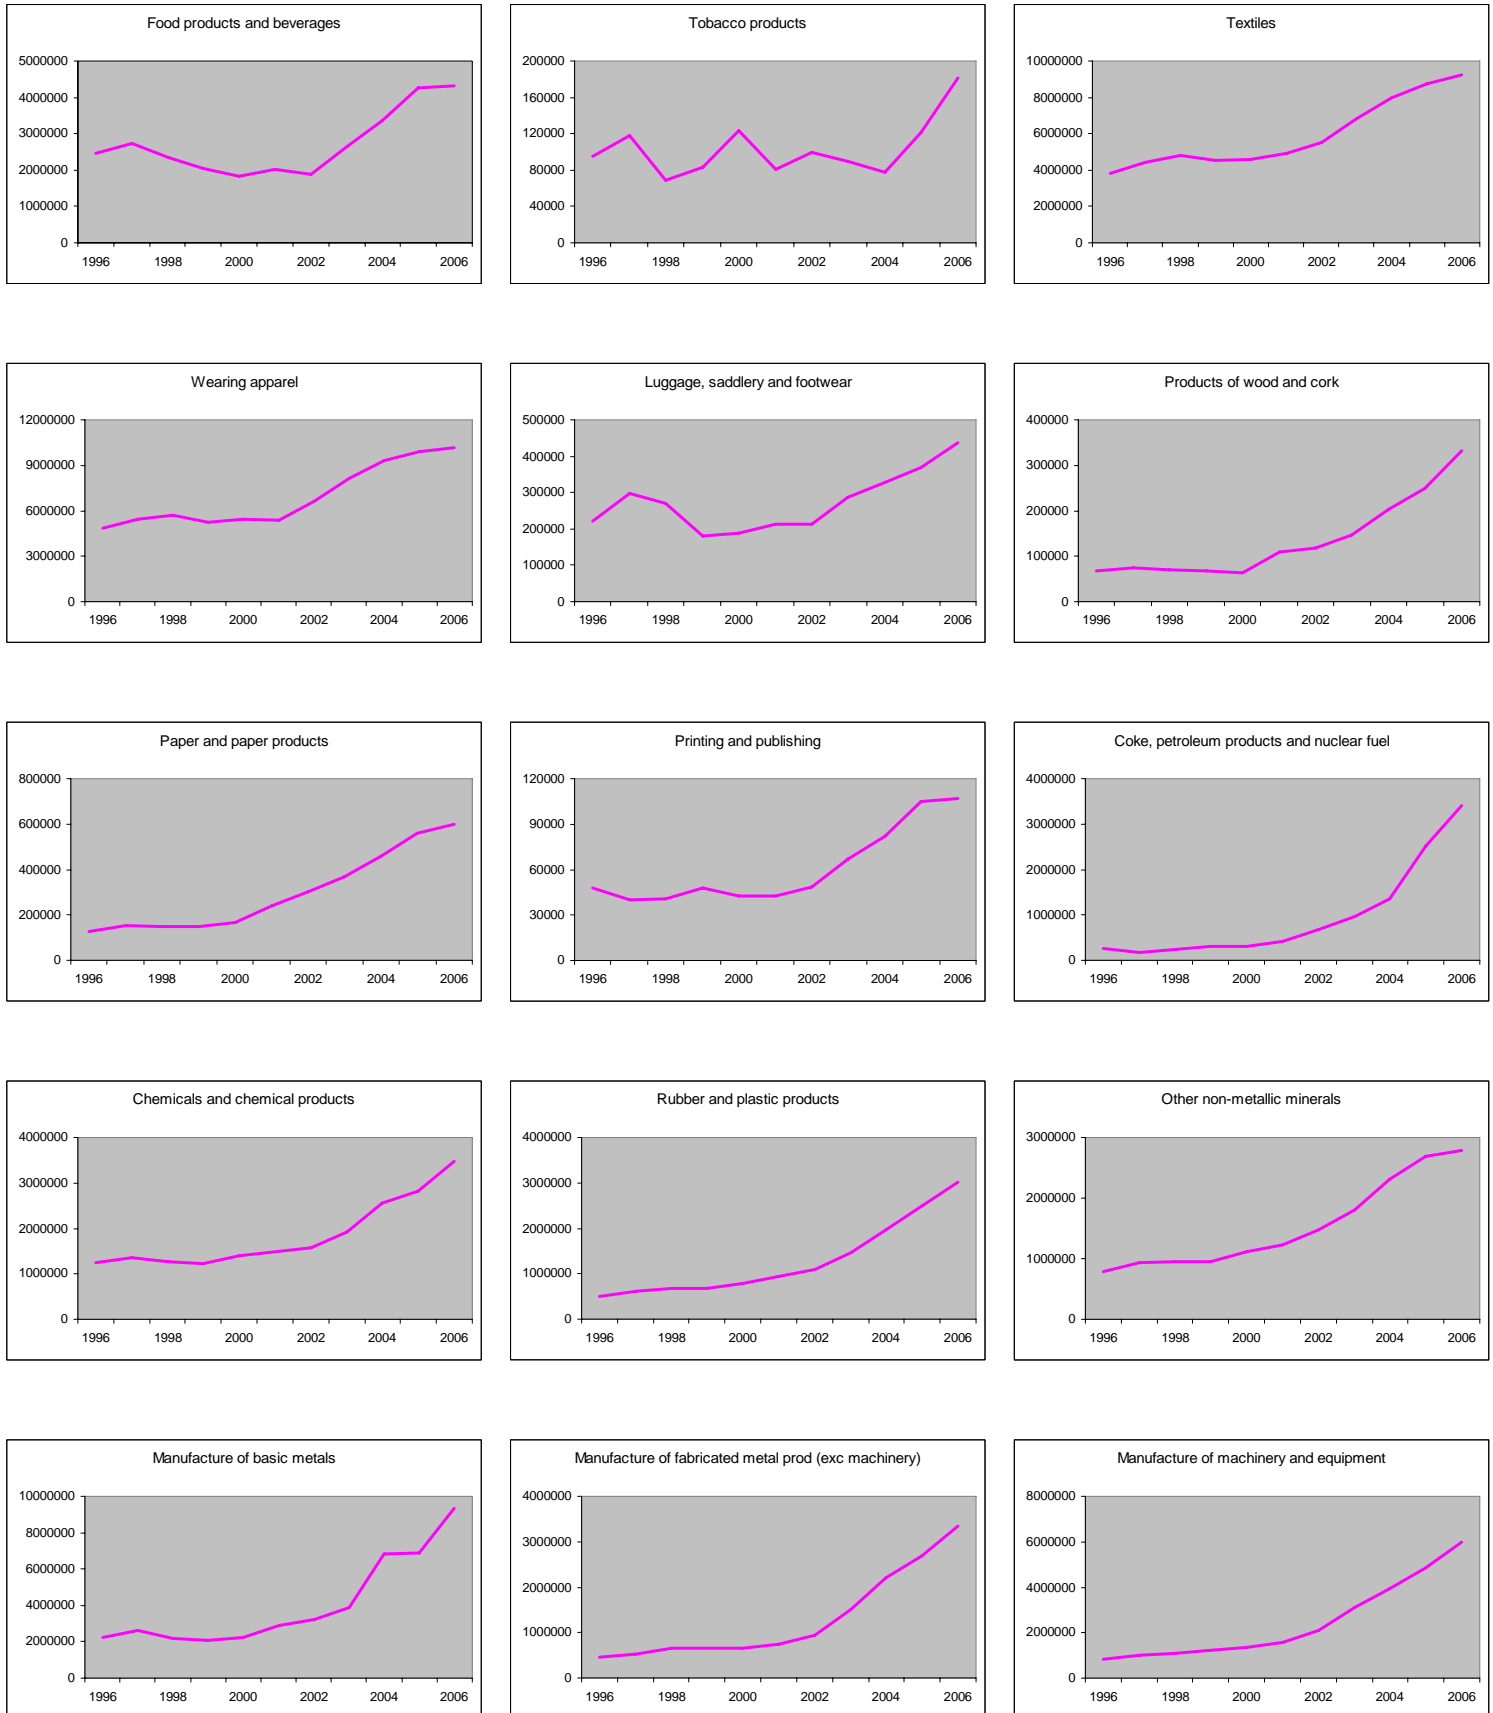 Food products and beverages
5000000
4000000
3000000
2000000
1000000
0
1996 1998 2000 2002 2004 2006
Tobacco products
200000
160000
120000
80000
40000
0
1996 1998 2000 2002 2004 2006
Textiles
10000000
8000000
6000000
4000000
2000000
0
1996 1998 2000 2002 2004 2006
Wearing apparel
12000000
9000000
6000000
3000000
0
1996 1998 2000 2002 2004 2006
Luggage, saddlery and footwear
500000
400000
300000
200000
100000
0
1996 1998 2000 2002 2004 2006
Products of wood and cork
400000
300000
200000
100000
0
1996 1998 2000 2002 2004 2006
Paper and paper products
800000
600000
400000
200000
0
1996 1998 2000 2002 2004 2006
Printing and publishing
120000
90000
60000
30000
0
1996 1998 2000 2002 2004 2006
Coke, petroleum products and nuclear fuel
4000000
3000000
2000000
1000000
0
1996 1998 2000 2002 2004 2006
Chemicals and chemical products
4000000
3000000
2000000
1000000
0
1996 1998 2000 2002 2004 2006
Rubber and plastic products
4000000
3000000
2000000
1000000
0
1996 1998 2000 2002 2004 2006
Other non-metallic minerals
3000000
2000000
1000000
0
1996 1998 2000 2002 2004 2006
Manufacture of basic metals
10000000
8000000
6000000
4000000
2000000
0
1996 1998 2000 2002 2004 2006
Manufacture of fabricated metal prod (exc machinery)
4000000
3000000
2000000
1000000
0
1996 1998 2000 2002 2004 2006
Manufacture of machinery and equipment
8000000
6000000
4000000
2000000
0
1996 1998 2000 2002 2004 2006